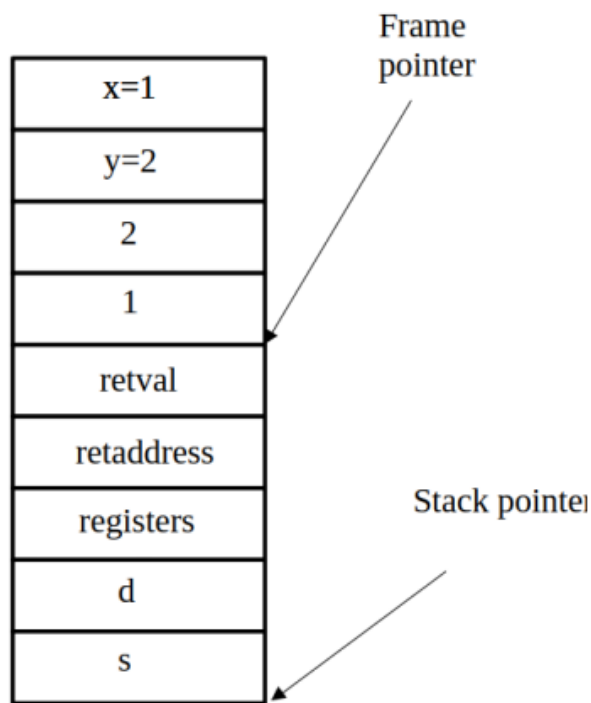 Frame
pointer
x=1
y=2
2
1
retval
retaddress
registers
Stack pointer
d
s